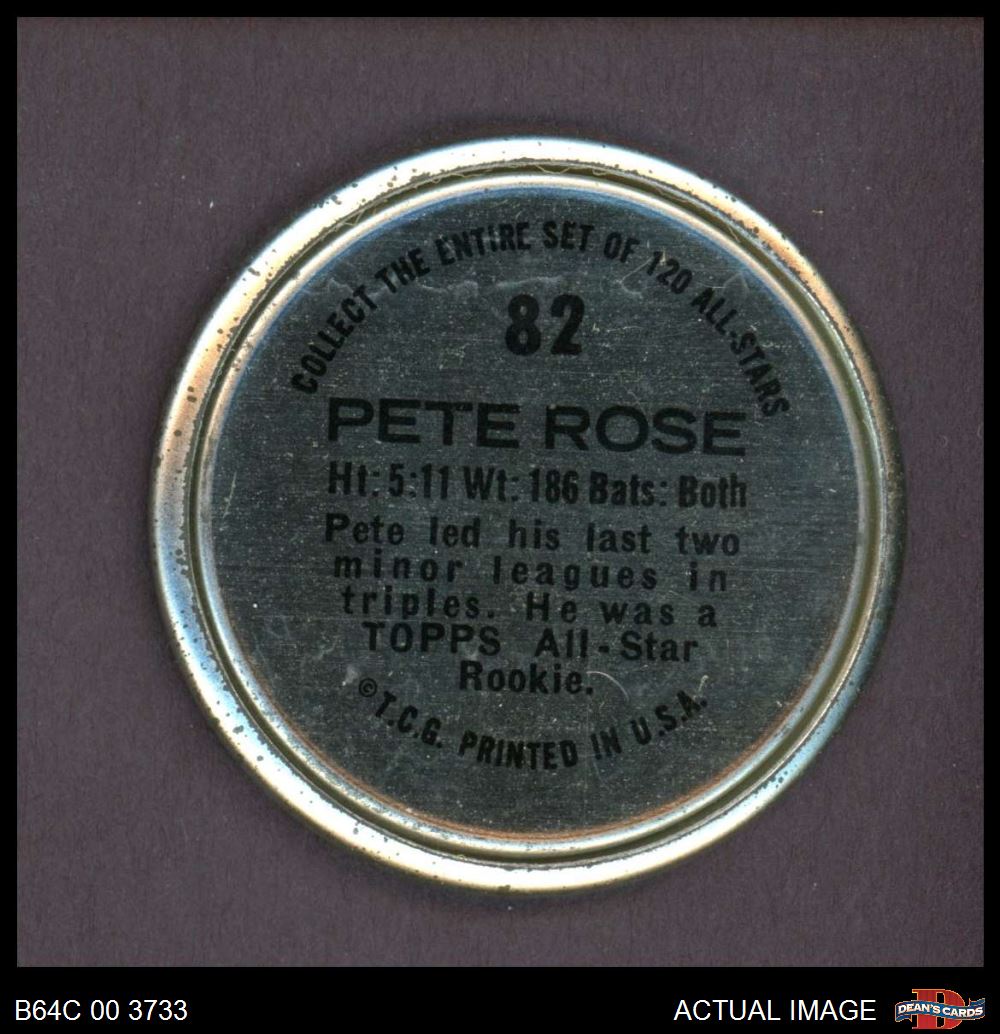 COLLECT THE ENTIRE SET OF 120 ALL-STARS
82
PETE ROSE
Ht: 5:11 Wt: 186 Bats: Both
Pete led his last two
minor leagues in
triples. He was a
TOPPS All-Star
Rookie.
© T.C.G. PRINTED IN U.S.A.
B64C 00 3733
ACTUAL IMAGE
D
DEAN'S CARDS